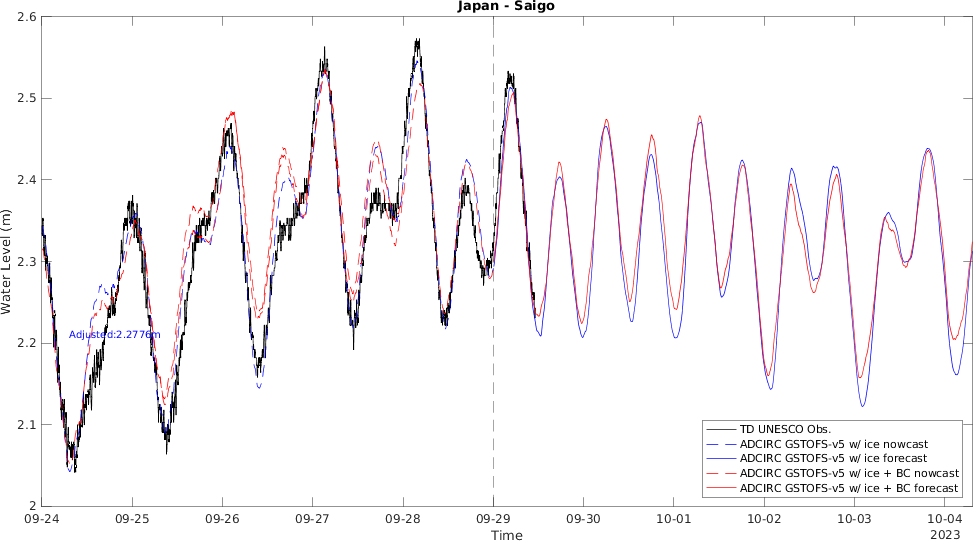 Japan - Saigo
2.6
2.5
2.4
2.3
2.2
2.1
2
Water Level (m)
Adjusted:2.2776m
TD UNESCO Obs.
ADCIRC GSTOFS-v5 w/ ice nowcast
ADCIRC GSTOFS-v5 w/ ice forecast
ADCIRC GSTOFS-v5 w/ ice + BC nowcast
ADCIRC GSTOFS-v5 w/ ice + BC forecast
09-24 09-25 09-26 09-27 09-28 09-29 09-30 10-01 10-02 10-03 10-04
Time
2023